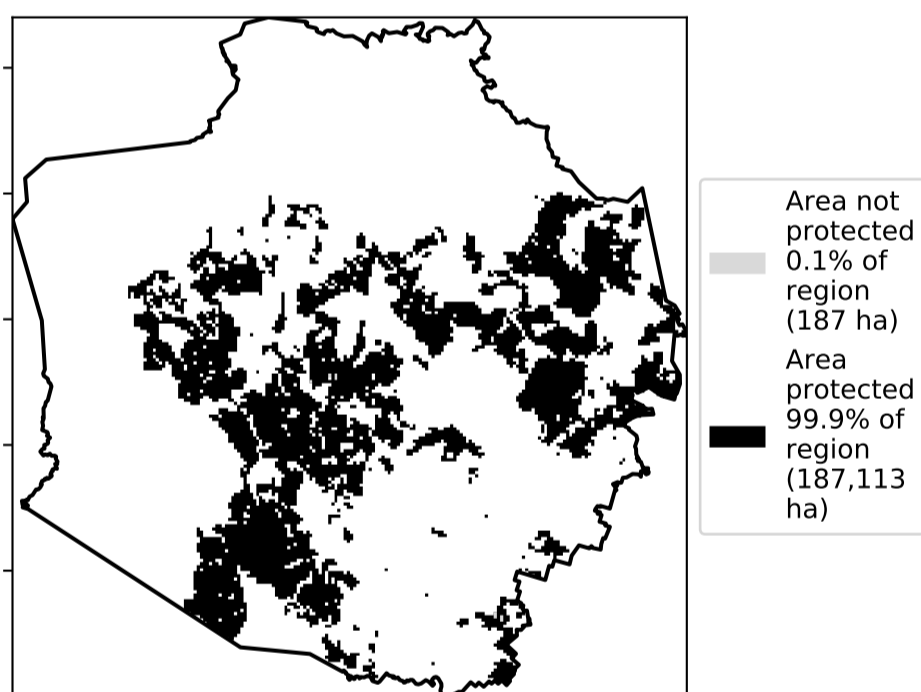 Area not
protected
0.1% of
region
(187 ha)
Area
protected
99.9% of
region
(187,113
ha)